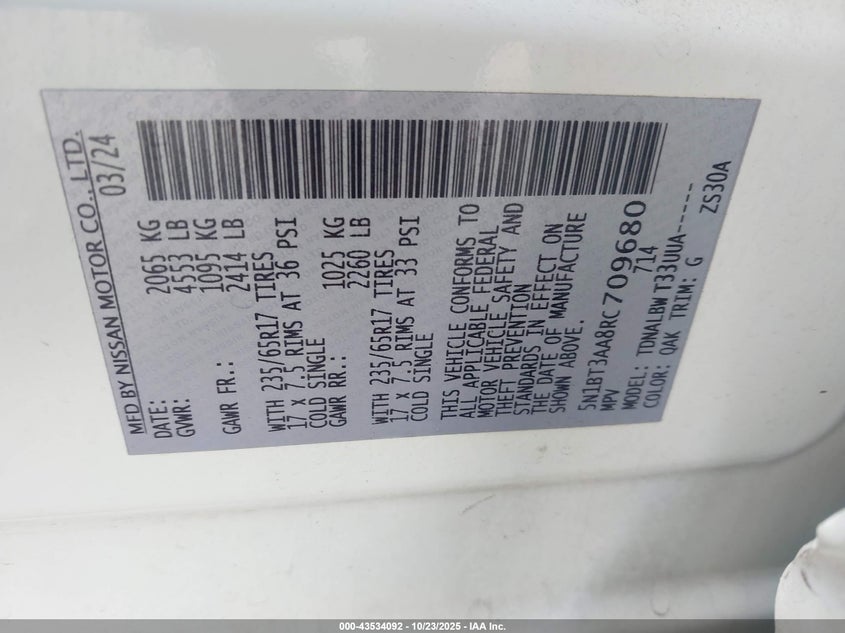 MFD BY NISSAN MOTOR CO., LTD.
DATE: 03/24
GVWR: 2065 KG
4553 LB
GAWR FR.: 1095 KG
2414 LB
WITH 235/65R17 TIRES
17 X 7.5 RIMS AT 36 PSI
COLD SINGLE
GAWR RR.: 1025 KG
2260 LB
WITH 235/65R17 TIRES
17 X 7.5 RIMS AT 33 PSI
COLD SINGLE
THIS VEHICLE CONFORMS TO
ALL APPLICABLE FEDERAL
MOTOR VEHICLE SAFETY AND
THEFT PREVENTION
STANDARDS IN EFFECT ON
THE DATE OF MANUFACTURE
SHOWN ABOVE.
5N1BT3AA8RC709680
MPV 714
MODEL: TDNALBW T33UUA-----
COLOR: QAK TRIM: G ZS30A
000-43534092 - 10/23/2025 - IAA Inc.